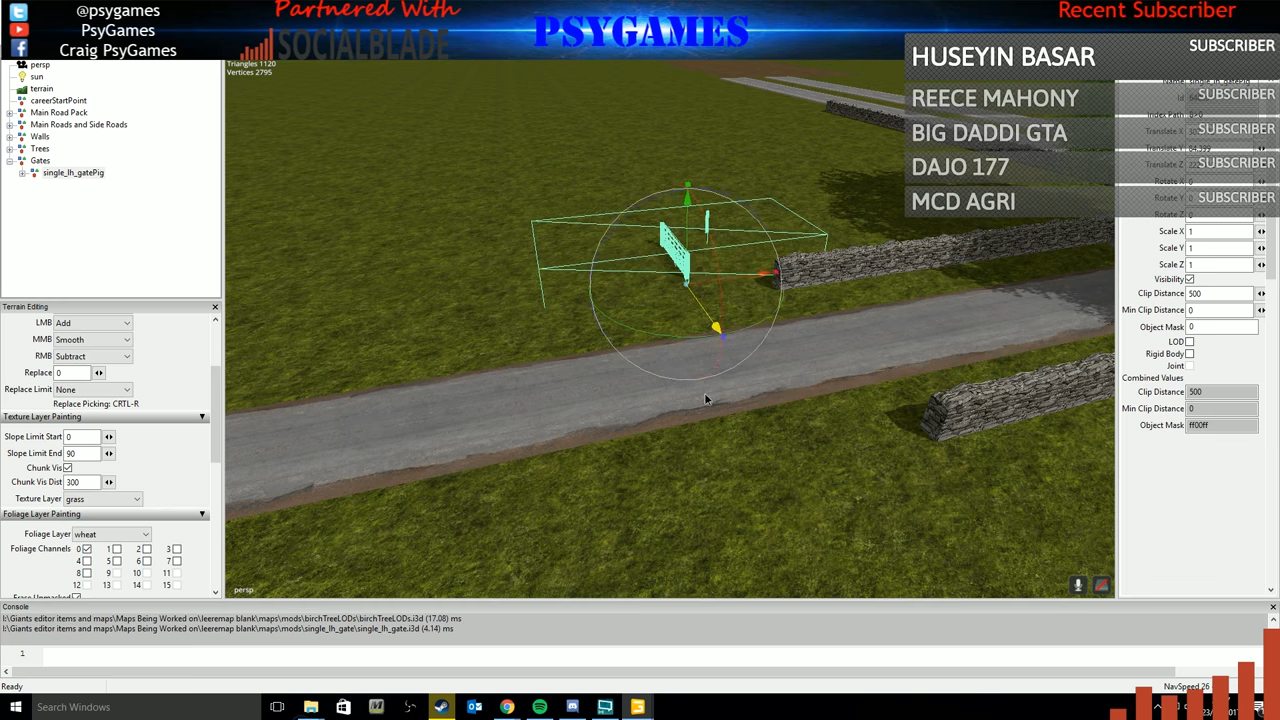 @psygames
PsyGames
Craig PsyGames
Partnered With
SOCIALBLADE
PSYGAMES
Recent Subscriber
HUSEYIN BASAR SUBSCRIBER
REECE MAHONY SUBSCRIBER
BIG DADDI GTA SUBSCRIBER
DAJO 177 SUBSCRIBER
MCD AGRI SUBSCRIBER
persp
sun
terrain
careerStartPoint
Main Road Pack
Main Roads and Side Roads
Walls
Trees
Gates
single_lh_gatePig
Triangles 1120
Vertices 2795
Terrain Editing
LMB Add
MMB Smooth
RMB Subtract
Replace 0
Replace Limit None
Replace Picking: CRTL-R
Texture Layer Painting
Slope Limit Start 0
Slope Limit End 90
Chunk Vis
Chunk Vis Dist 300
Texture Layer grass
Foliage Layer Painting
Foliage Layer wheat
Foliage Channels 0 1 2 3
4 5 6 7
8 9 10 11
12 13 14 15
persp
Scale X 1
Scale Y 1
Scale Z 1
Visibility
Clip Distance 500
Min Clip Distance 0
Object Mask 0
LOD
Rigid Body
Joint
Combined Values
Clip Distance 500
Min Clip Distance 0
Object Mask ff00ff
Console
I:\Giants editor items and maps\Maps Being Worked on\leeremap blank\maps\mods\birchTreeLODs\birchTreeLODs.i3d (17.08) ms
I:\Giants editor items and maps\Maps Being Worked on\leeremap blank\maps\mods\single_lh_gate\single_lh_gate.i3d (4.14) ms
1
Ready
NavSpeed 26
Search Windows